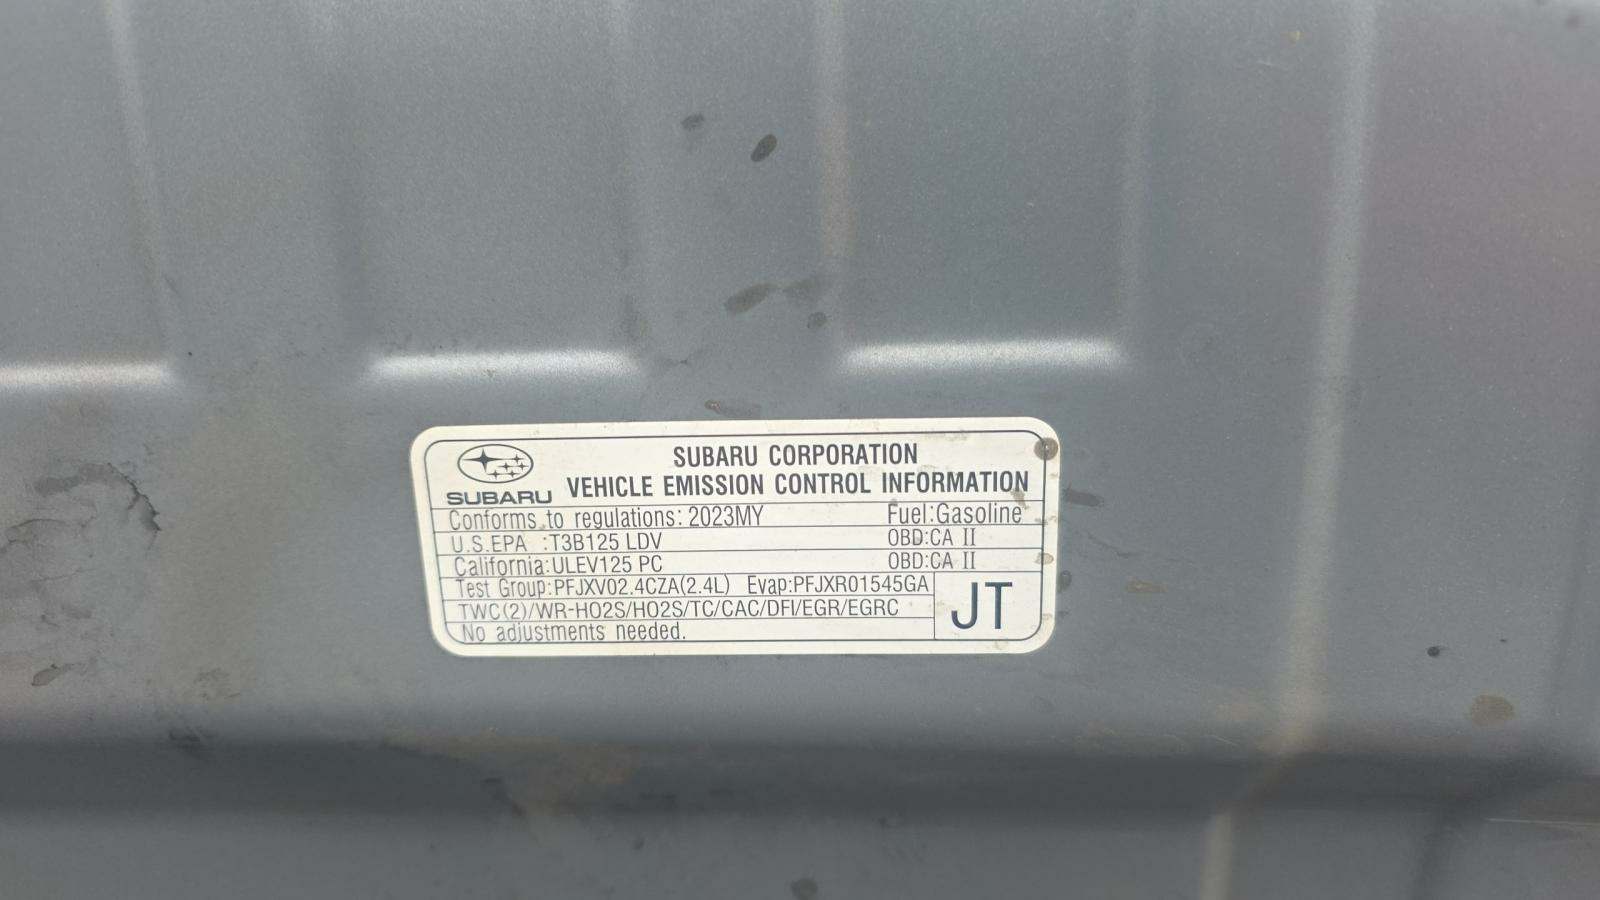 SUBARU CORPORATION
SUBARU VEHICLE EMISSION CONTROL INFORMATION
Conforms to regulations: 2023MY Fuel:Gasoline
U.S.EPA :T3B125 LDV OBD:CA II
California:ULEV125 PC OBD:CA II
Test Group:PFJXV02.4CZA(2.4L) Evap:PFJXR01545GA
TWC(2)/WR-HO2S/HO2S/TC/CAC/DFI/EGR/EGRC
No adjustments needed.
JT